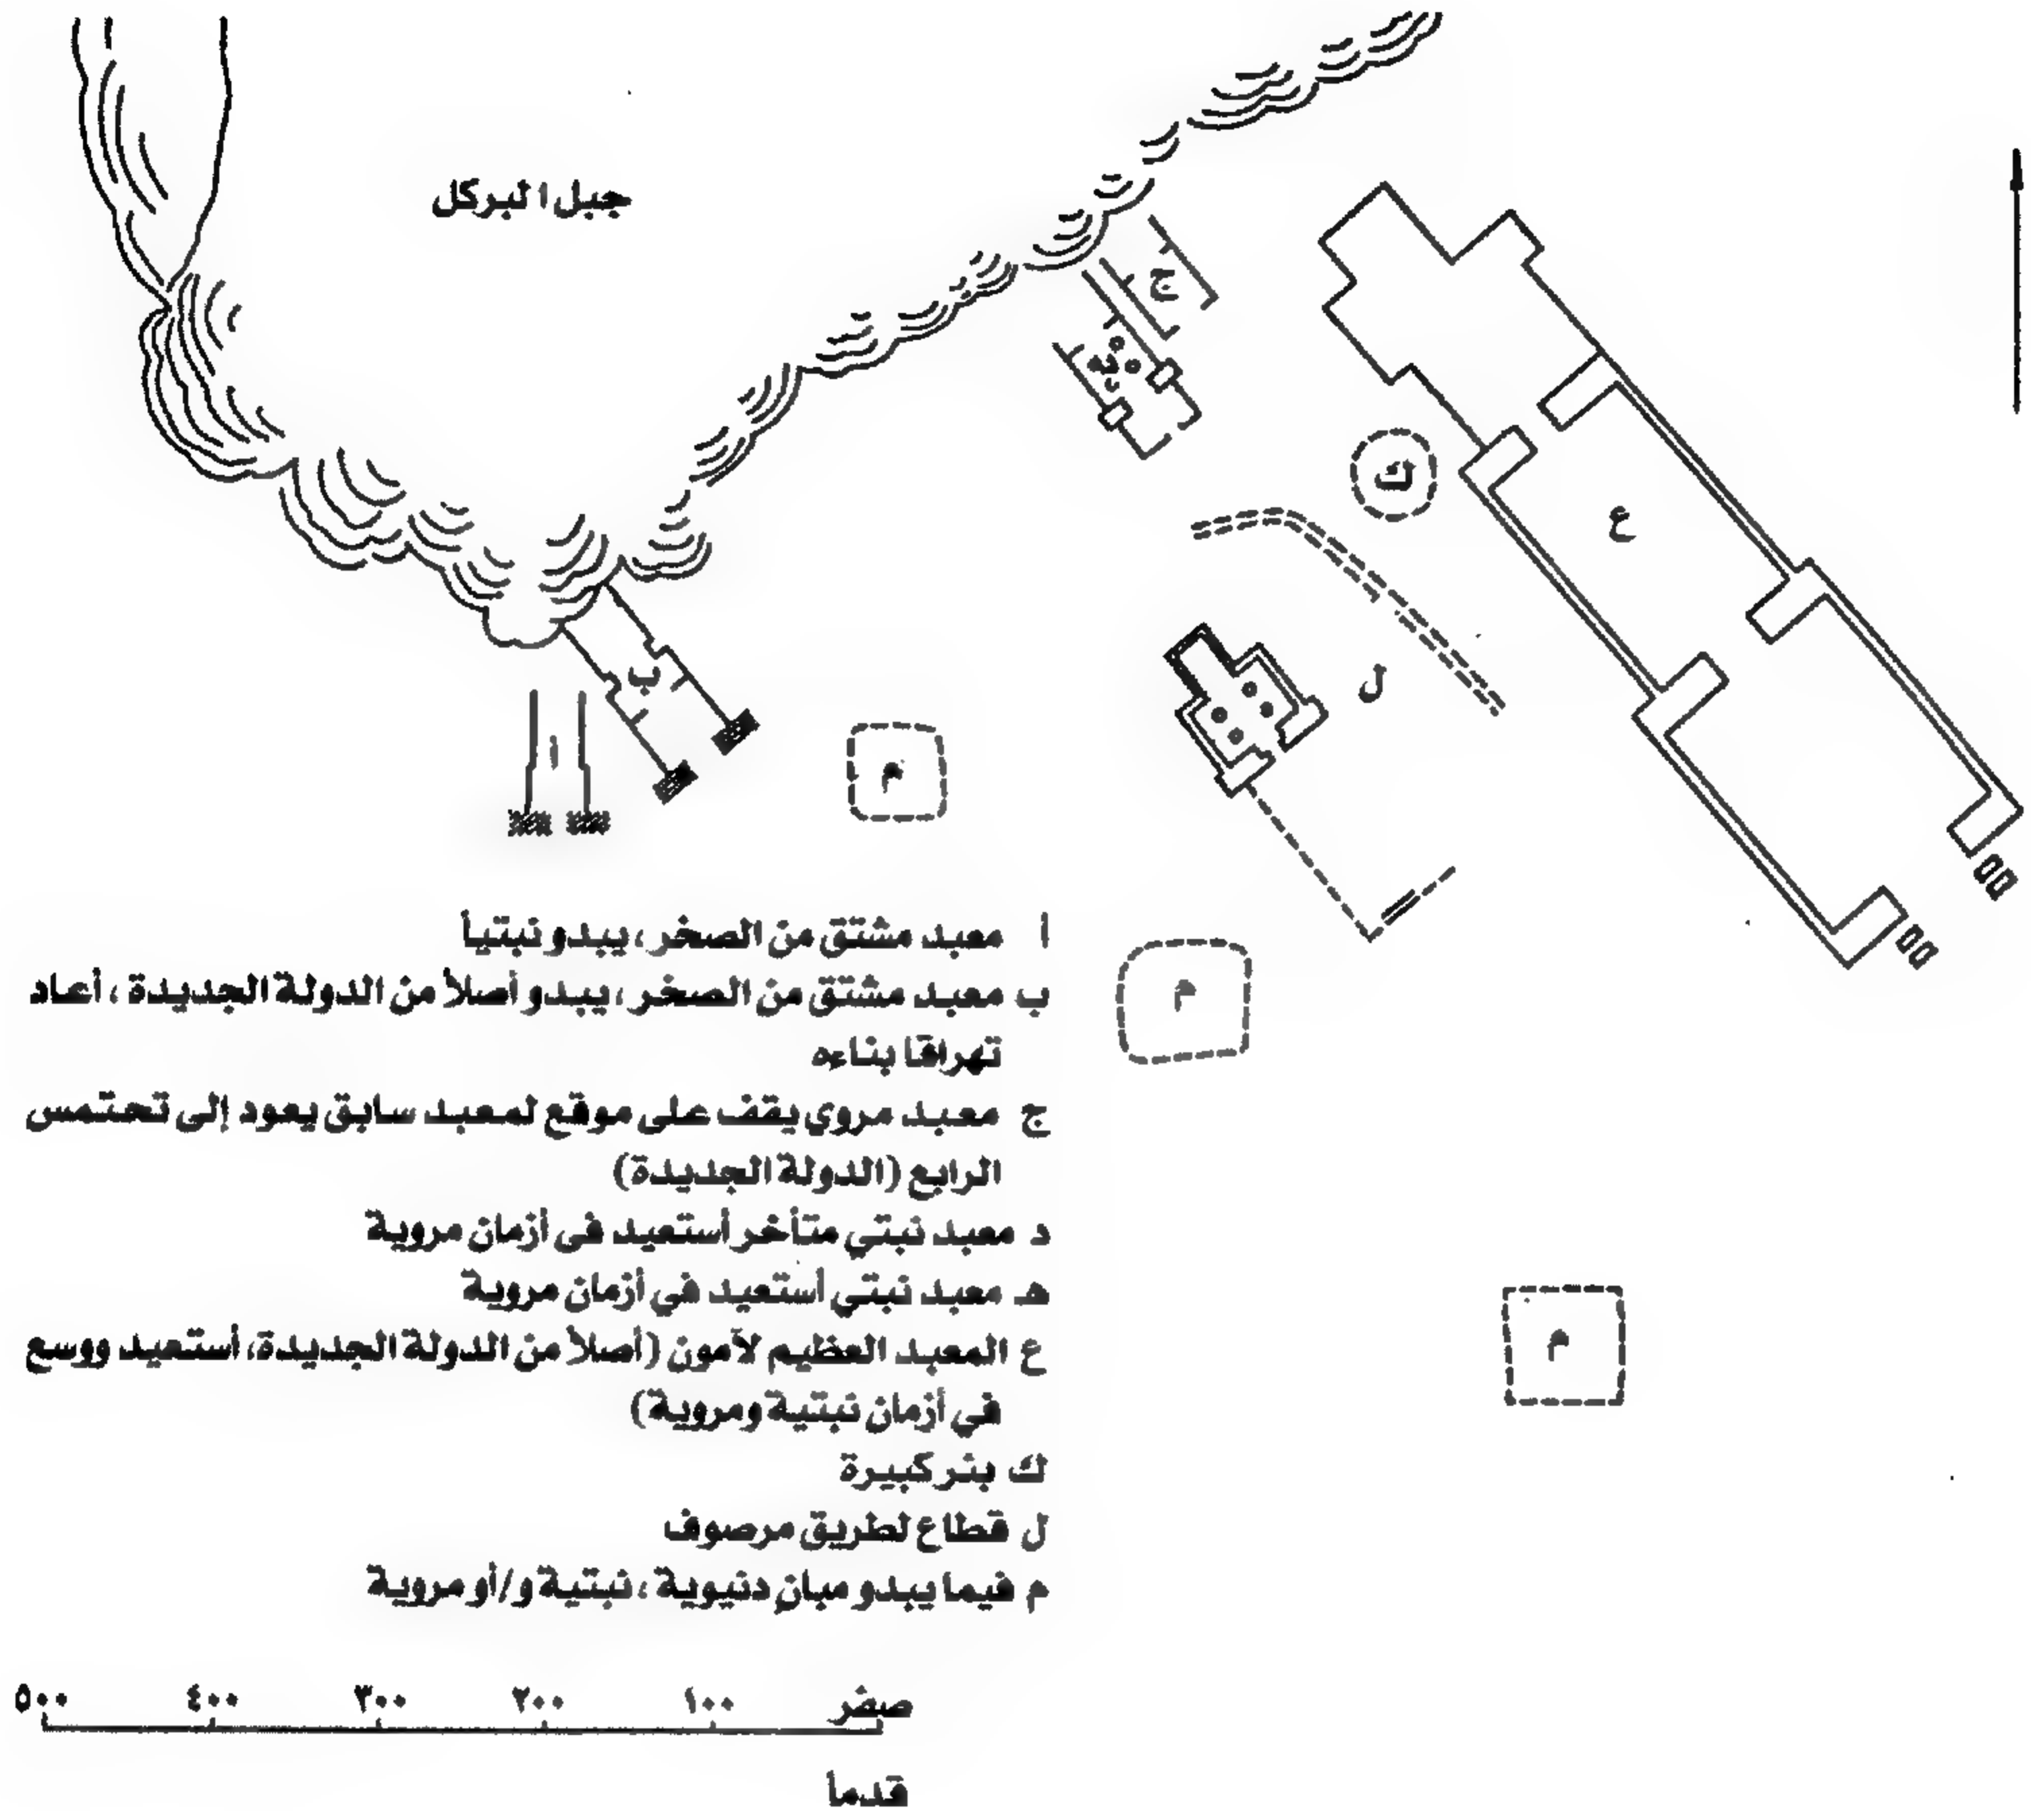 جبل البركل
ج
ك
ع
ل
ب
أ
م
م
م
أ معبد مشتق من الصخر، يبدو نبتياً
ب معبد مشتق من الصخر، يبدو أصلاً من الدولة الجديدة، أعاد
تهراقا بناءه
ج معبد مروي يقف على موقع لمعبد سابق يعود إلى تحتمس
الرابع (الدولة الجديدة)
د معبد نبتي متأخر أستعيد فى أزمان مروية
هـ معبد نبتي أستعيد في أزمان مروية
ع المعبد العظيم لآمون (أصلاً من الدولة الجديدة، أستعيد ووسع
في أزمان نبتية ومروية)
ك بئر كبيرة
ل قطاع لطريق مرصوف
م فيما يبدو مبانٍ دنيوية، نبتية و/أو مروية
صفر ١٠٠ ٢٠٠ ٣٠٠ ٤٠٠ ٥٠٠
قدما